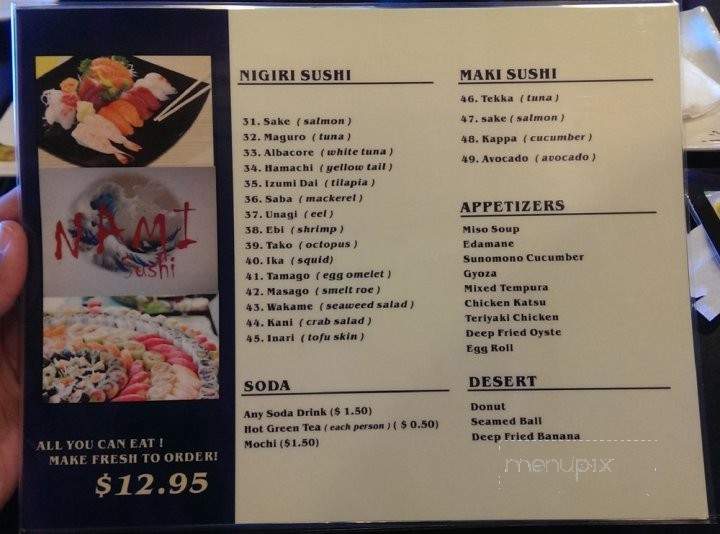 NAMI
Sushi
ALL YOU CAN EAT !
MAKE FRESH TO ORDER!
$12.95
NIGIRI SUSHI
31. Sake ( salmon )
32. Maguro ( tuna )
33. Albacore ( white tuna )
34. Hamachi ( yellow tail )
35. Izumi Dai ( tilapia )
36. Saba ( mackerel )
37. Unagi ( eel )
38. Ebi ( shrimp )
39. Tako ( octopus )
40. Ika ( squid)
41. Tamago ( egg omelet )
42. Masago ( smelt roe )
43. Wakame ( seaweed salad )
44. Kani ( crab salad )
45. Inari ( tofu skin )
SODA
Any Soda Drink ($ 1.50)
Hot Green Tea ( each person ) ( $ 0.50)
Mochi ($1.50)
MAKI SUSHI
46. Tekka ( tuna )
47. sake ( salmon )
48. Kappa ( cucumber )
49. Avocado ( avocado )
APPETIZERS
Miso Soup
Edamane
Sunomono Cucumber
Gyoza
Mixed Tempura
Chicken Katsu
Teriyaki Chicken
Deep Fried Oyste
Egg Roll
DESERT
Donut
Seamed Ball
Deep Fried Banana
menupix